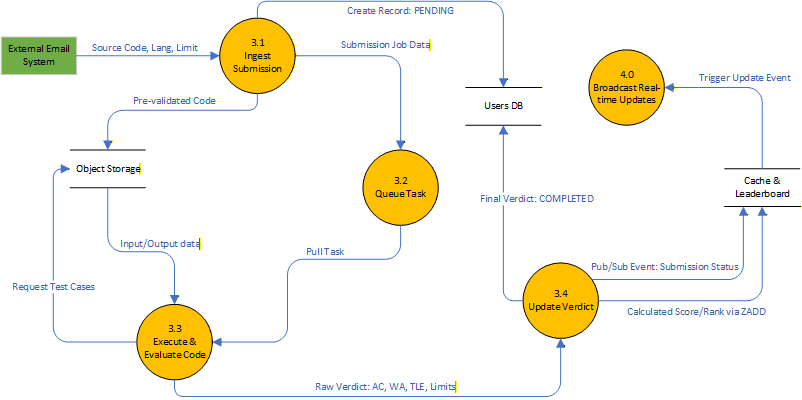 Create Record: PENDING
External Email
System
Source Code, Lang, Limit
3.1
Ingest
Submission
Submission Job Data
4.0
Broadcast Real-
time Updates
Trigger Update Event
Pre-validated Code
Users DB
Object Storage
3.2
Queue Task
Cache &
Leaderboard
Final Verdict: COMPLETED
Input/Output data
Pull Task
Pub/Sub Event: Submission Status
Request Test Cases
3.4
Update Verdict
Calculated Score/Rank via ZADD
3.3
Execute &
Evaluate Code
Raw Verdict: AC, WA, TLE, Limits